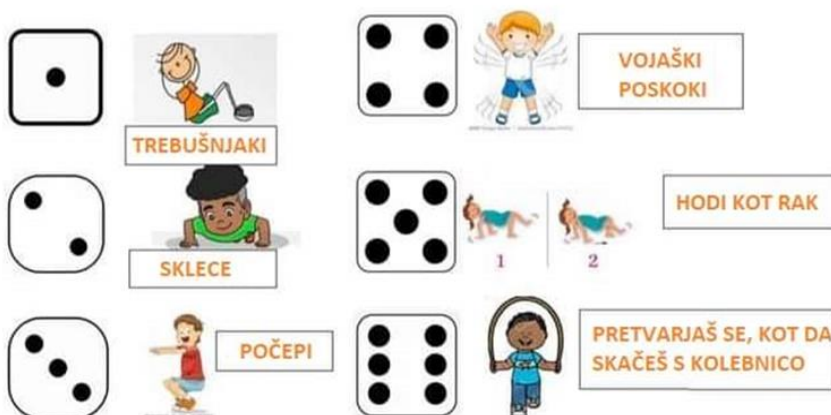 TREBUŠNJAKI
SKLECE
POČEPI
VOJAŠKI
POSKOKI
HODI KOT RAK
1
2
PRETVARJAŠ SE, KOT DA
SKAČEŠ S KOLEBNICO